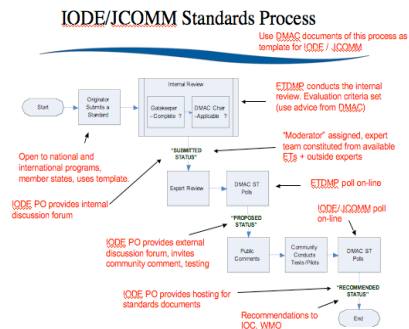 IODE/JCOMM Standards Process
Use DMAC documents of this process as
template for IODE / JCOMM
Internal Review
Start
Originator
Submits a
Standard
Gatekeeper
-Complete ?
DMAC Chair
-Applicable ?
ETDMP conducts the internal
review. Evaluation criteria set
(use advice from DMAC)
Open to national and
international programs,
member states, uses template.
"SUBMITTED
STATUS"
"Moderator" assigned, expert
team constituted from available
ETs + outside experts
IODE PO provides internal
discussion forum
Expert Review
DMAC ST
Polls
ETDMP poll on-line
"PROPOSED
STATUS"
IODE/JCOMM poll
on-line
IODE PO provides external
discussion forum, invites
community comment, testing
Public
Comments
Community
Conducts
Tests/Pilots
DMAC ST
Polls
IODE PO provides hosting for
standards documents
"RECOMMENDED
STATUS"
Recommendations to
IOC, WMO
End